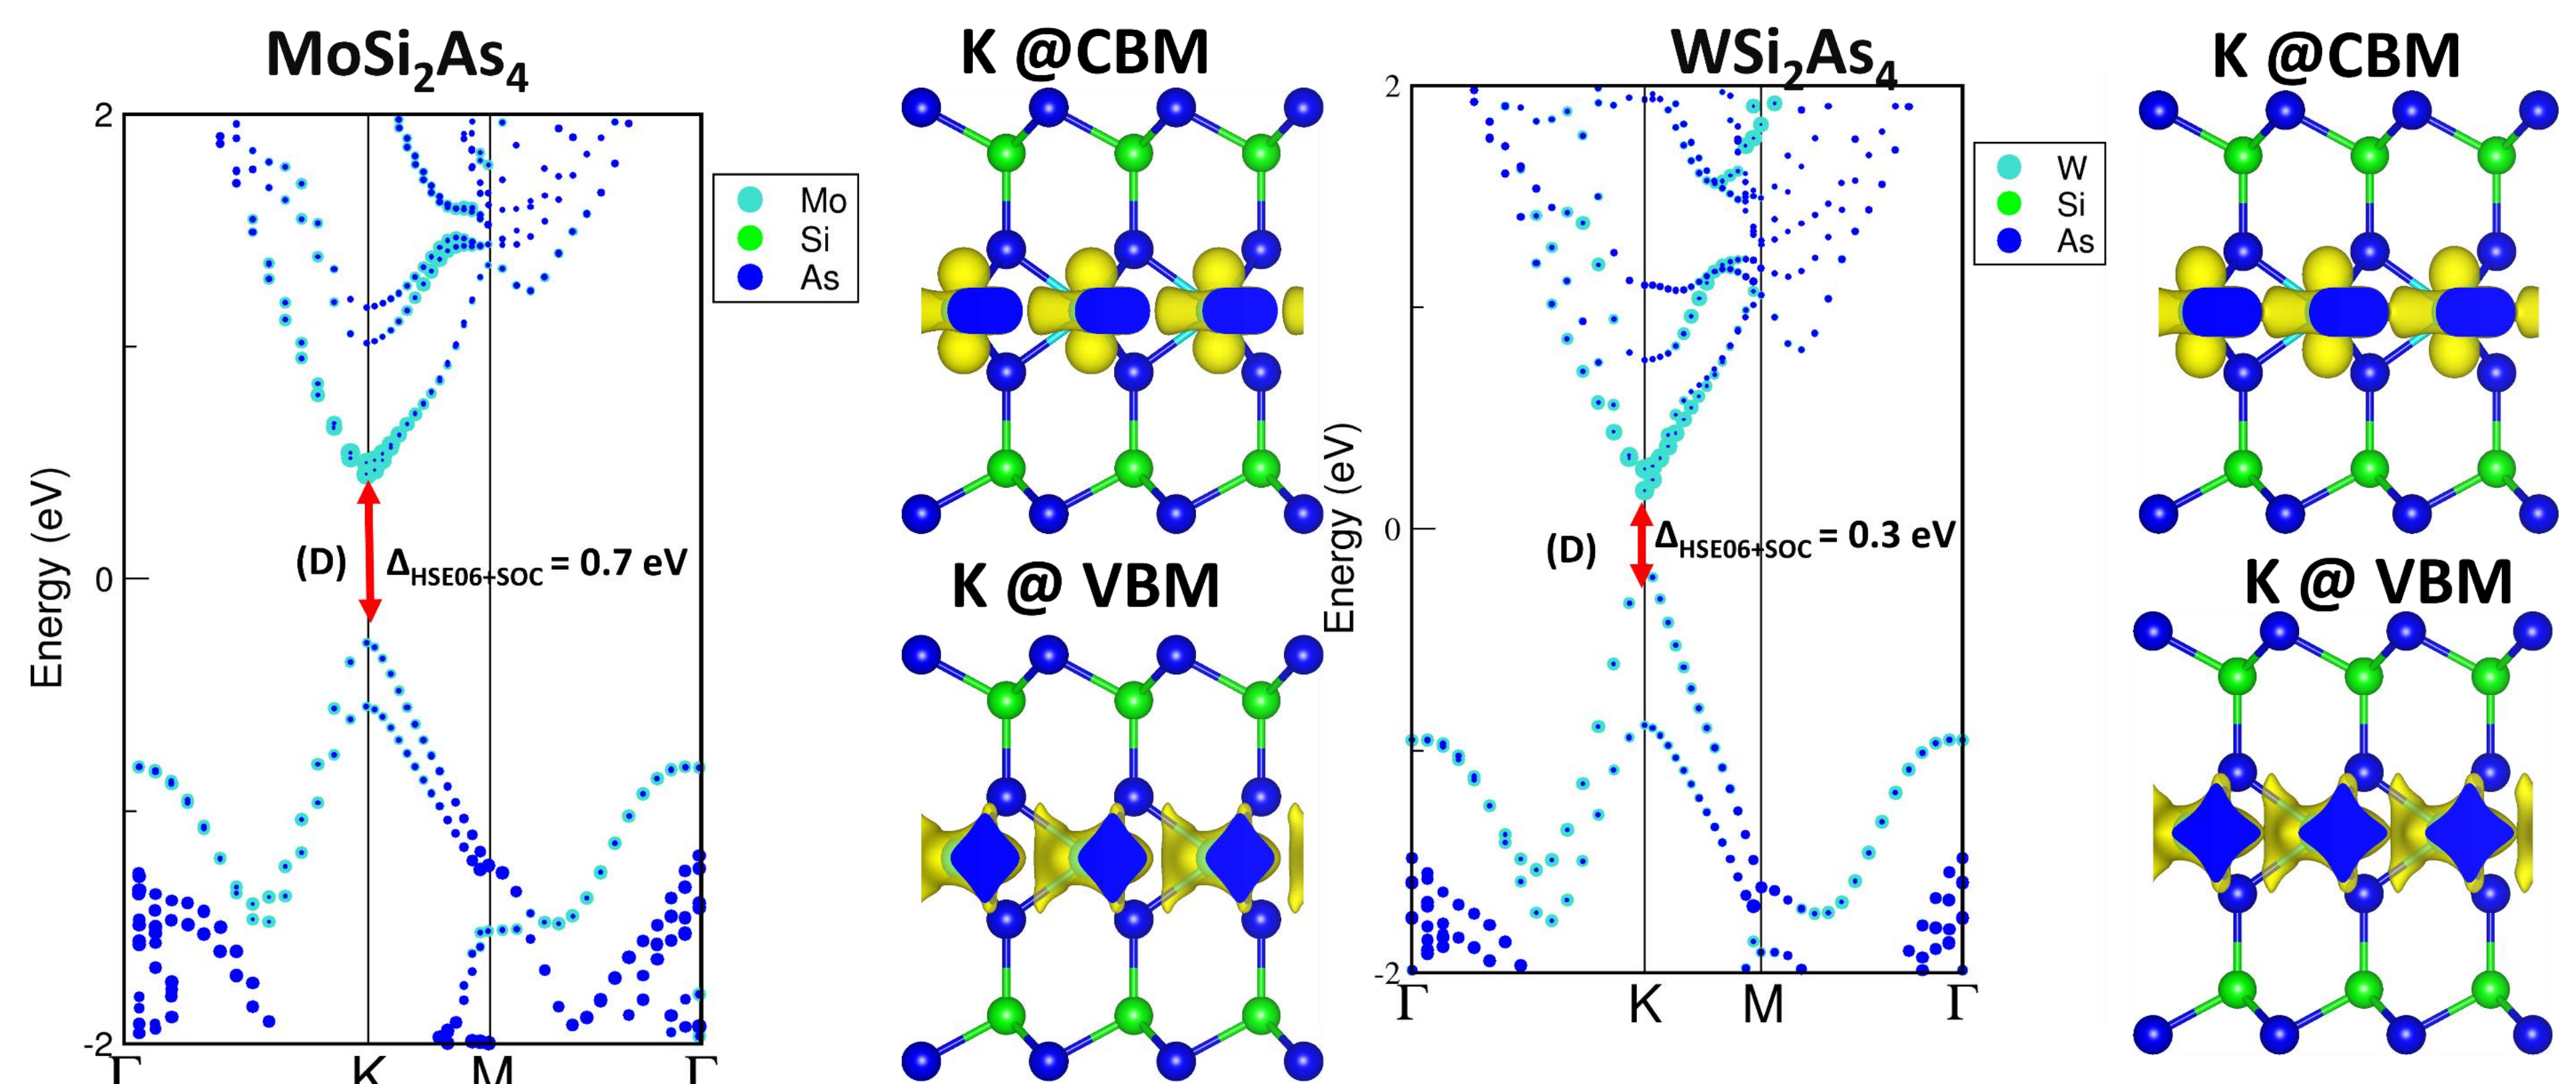 MoSi2As4
2
0
-2
Energy (eV)
(D)
ΔHSE06+SOC = 0.7 eV
Γ
K
M
Γ
Mo
Si
As
K @CBM
K @ VBM
WSi2As4
2
0
-2
Energy (eV)
(D)
ΔHSE06+SOC = 0.3 eV
Γ
K
M
Γ
W
Si
As
K @CBM
K @ VBM